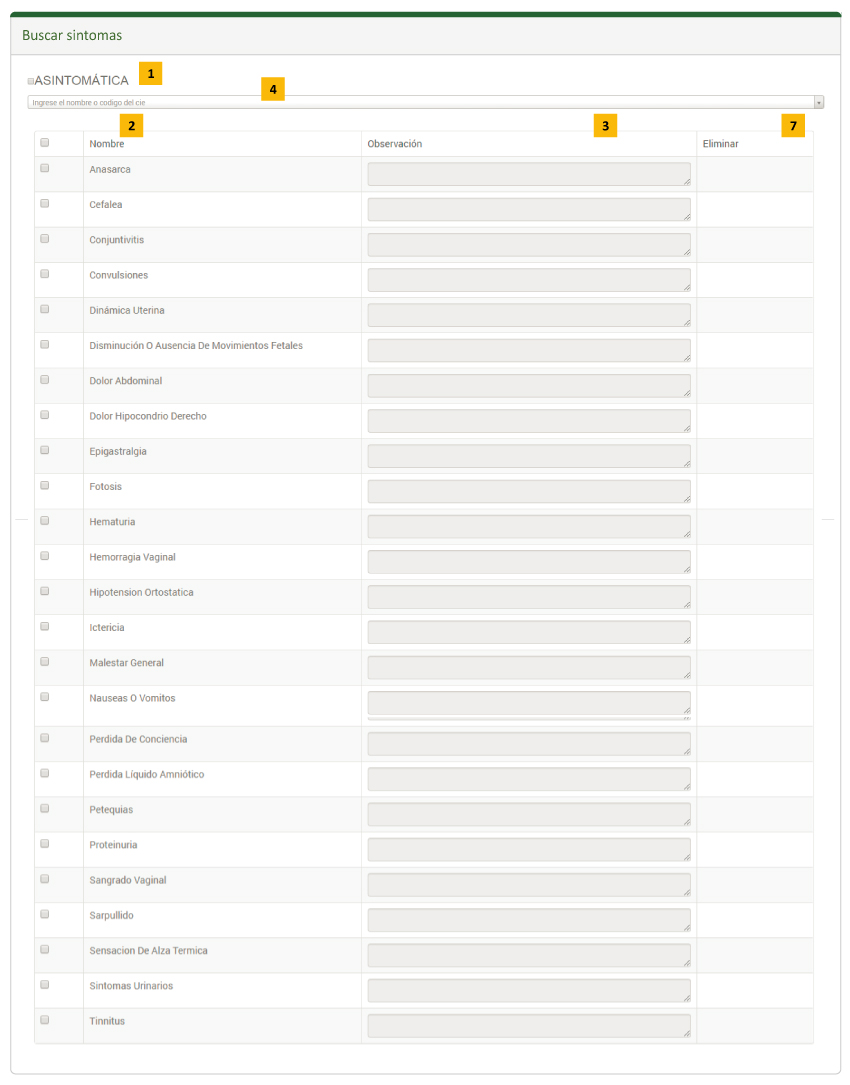 Buscar sintomas
1
ASINTOMÁTICA
4
Ingrese el nombre o codigo del cie
2
3
7
Nombre
Observación
Eliminar
Anasarca
Cefalea
Conjuntivitis
Convulsiones
Dinámica Uterina
Disminución O Ausencia De Movimientos Fetales
Dolor Abdominal
Dolor Hipocondrio Derecho
Epigastralgia
Fotosis
Hematuria
Hemorragia Vaginal
Hipotension Ortostatica
Ictericia
Malestar General
Nauseas O Vomitos
Perdida De Conciencia
Perdida Líquido Amniótico
Petequias
Proteinuria
Sangrado Vaginal
Sarpullido
Sensacion De Alza Termica
Sintomas Urinarios
Tinnitus